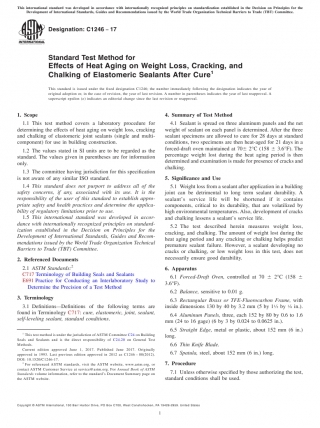 This international standard was developed in accordance with internationally recognized principles on standardization established in the Decision on Principles for the
Development of International Standards, Guides and Recommendations issued by the World Trade Organization Technical Barriers to Trade (TBT) Committee.
Designation: C1246 − 17
Standard Test Method for
Effects of Heat Aging on Weight Loss, Cracking, and
Chalking of Elastomeric Sealants After Cure1
This standard is issued under the fixed designation C1246; the number immediately following the designation indicates the year of
original adoption or, in the case of revision, the year of last revision. A number in parentheses indicates the year of last reapproval. A
superscript epsilon (ε) indicates an editorial change since the last revision or reapproval.
1. Scope
1.1 This test method covers a laboratory procedure for
determining the effects of heat aging on weight loss, cracking,
and chalking of elastomeric joint sealants (single and multi-
component) for use in building construction.
1.2 The values stated in SI units are to be regarded as the
standard. The values given in parentheses are for information
only.
1.3 The committee having jurisdiction for this specification
is not aware of any similar ISO standard.
1.4 This standard does not purport to address all of the
safety concerns, if any, associated with its use. It is the
responsibility of the user of this standard to establish appro-
priate safety and health practices and determine the applica-
bility of regulatory limitations prior to use.
1.5 This international standard was developed in accor-
dance with internationally recognized principles on standard-
ization established in the Decision on Principles for the
Development of International Standards, Guides and Recom-
mendations issued by the World Trade Organization Technical
Barriers to Trade (TBT) Committee.
2. Referenced Documents
2.1 ASTM Standards:2
C717 Terminology of Building Seals and Sealants
E691 Practice for Conducting an Interlaboratory Study to
Determine the Precision of a Test Method
3. Terminology
3.1 Definitions—Definitions of the following terms are
found in Terminology C717: cure, elastomeric, joint, sealant,
self-leveling sealant, standard conditions.
1 This test method is under the jurisdiction of ASTM Committee C24 on Building
Seals and Sealants and is the direct responsibility of C24.20 on General Test
Methods.
Current edition approved June 1, 2017. Published June 2017. Originally
approved in 1993. Last previous edition approved in 2012 as C1246 – 00(2012).
DOI: 10.1520/C1246-17.
2 For referenced ASTM standards, visit the ASTM website, www.astm.org, or
contact ASTM Customer Service at service@astm.org. For Annual Book of ASTM
Standards volume information, refer to the standard's Document Summary page on
the ASTM website.
4. Summary of Test Method
4.1 Sealant is spread on three aluminum panels and the net
weight of sealant on each panel is determined. After the three
sealant specimens are allowed to cure for 28 days at standard
conditions, two specimens are then heat-aged for 21 days in a
forced-draft oven maintained at 70± 2°C (158 ± 3.6°F). The
percentage weight lost during the heat aging period is then
determined and examination is made for presence of cracks and
chalking.
5. Significance and Use
5.1 Weight loss from a sealant after application in a building
joint can be detrimental to long term sealant durability. A
sealant's service life will be shortened if it contains
components, critical to its durability, that are volatilized by
high environmental temperatures. Also, development of cracks
and chalking lessens a sealant's service life.
5.2 The test described herein measures weight loss,
cracking, and chalking. The amount of weight lost during the
heat aging period and any cracking or chalking helps predict
premature sealant failure. However, a sealant developing no
cracks or chalking, or low weight loss in this test, does not
necessarily ensure good durability.
6. Apparatus
6.1 Forced-Draft Oven, controlled at 70 ± 2°C (158 ±
3.6°F).
6.2 Balance, sensitive to 0.01 g.
6.3 Rectangular Brass or TFE-Fluorocarbon Frame, with
inside dimensions 130 by 40 by 3.2 mm (5 by 1½ by ⅛ in.).
6.4 Aluminum Panels, three, each 152 by 80 by 0.6 to 1.6
mm (24 to 16 gage) (6 by 3 by 0.024 to 0.0625 in.).
6.5 Straight Edge, metal or plastic, about 152 mm (6 in.)
long.
6.6 Thin Knife Blade.
6.7 Spatula, steel, about 152 mm (6 in.) long.
7. Procedure
7.1 Unless otherwise specified by those authorizing the test,
standard conditions shall be used.
Copyright © ASTM International, 100 Barr Harbor Drive, PO Box C700, West Conshohocken, PA 19428-2959. United States
1